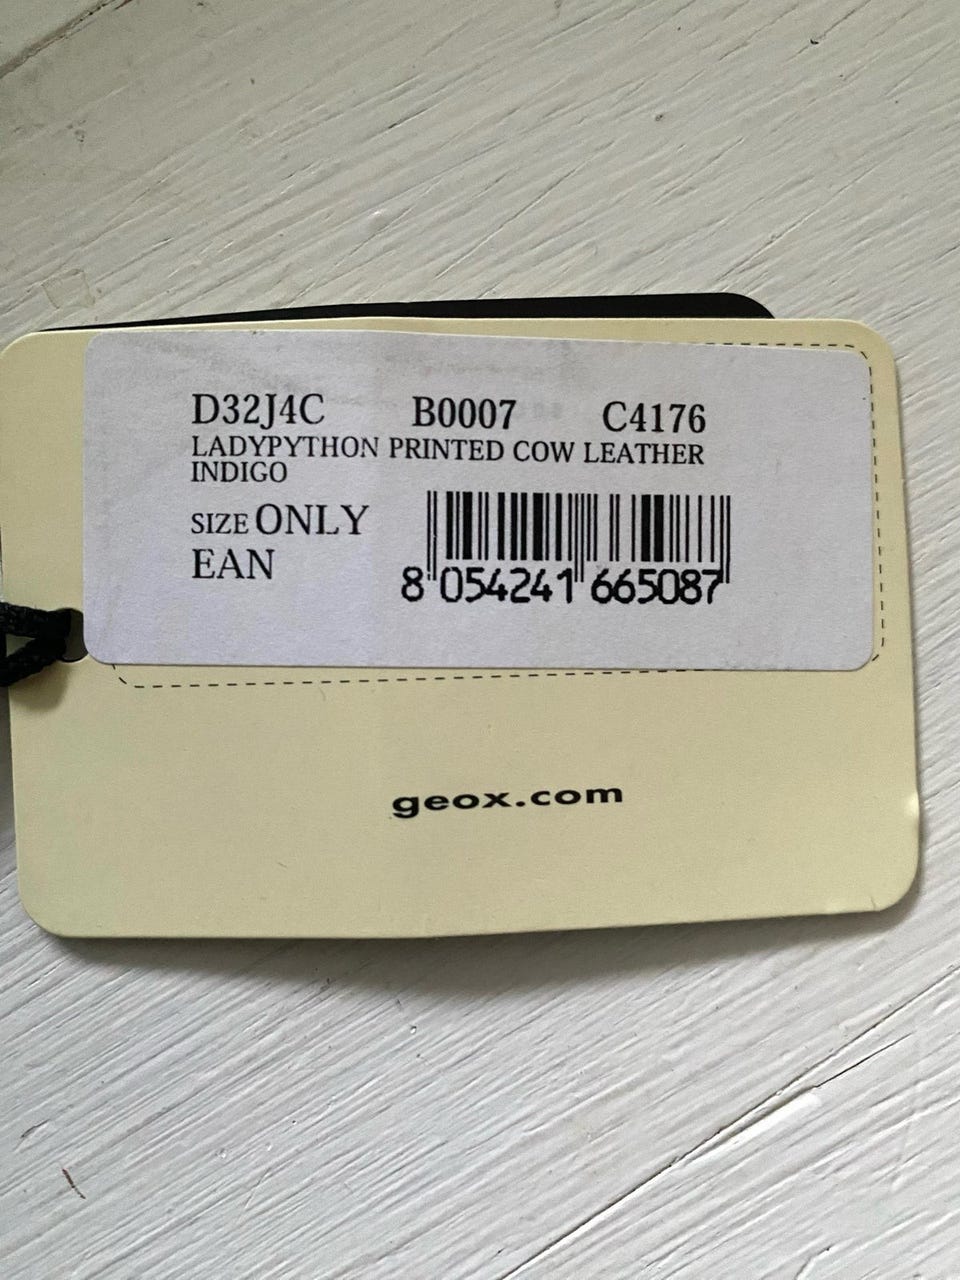 D32J4C B0007 C4176
LADYPYTHON PRINTED COW LEATHER
INDIGO
SIZE ONLY
EAN
8 054241 665087
geox.com